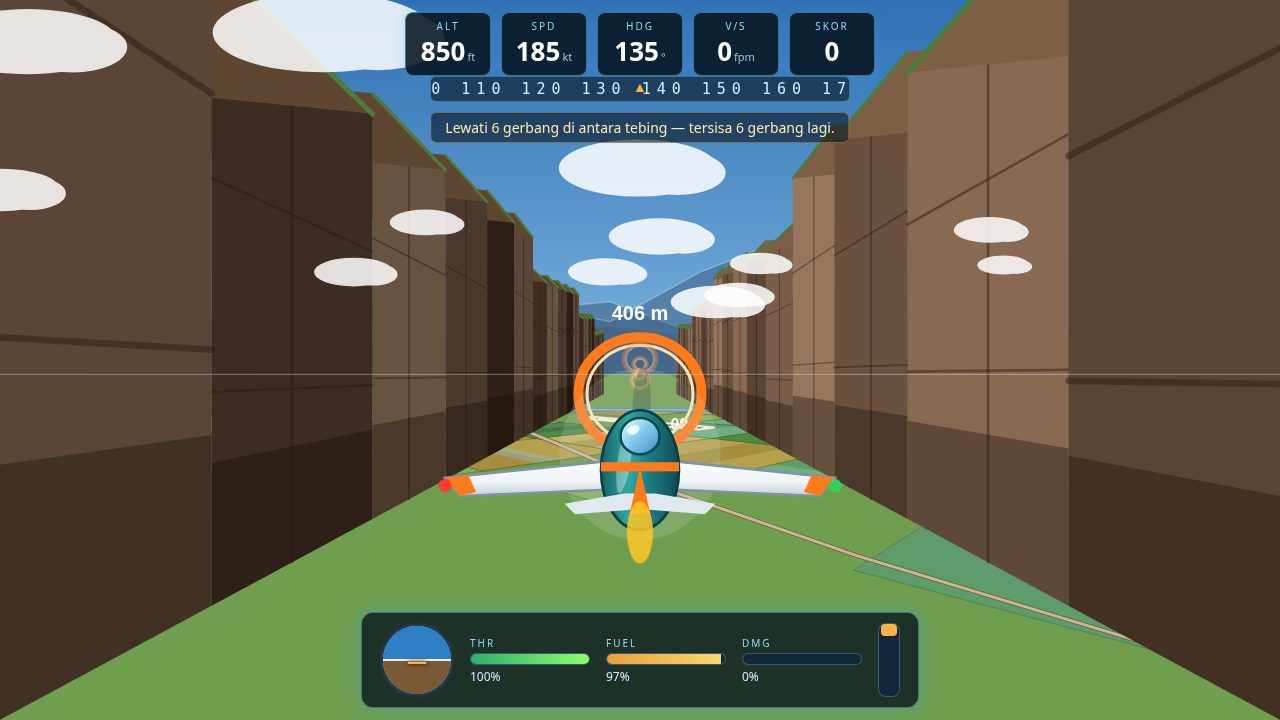 ALT SPD HDG V/S SKOR
850 ft 185 kt 135 ° 0 fpm 0
0 110 120 130 140 150 160 17
Lewati 6 gerbang di antara tebing — tersisa 6 gerbang lagi.
406 m
THR FUEL DMG
100% 97% 0%